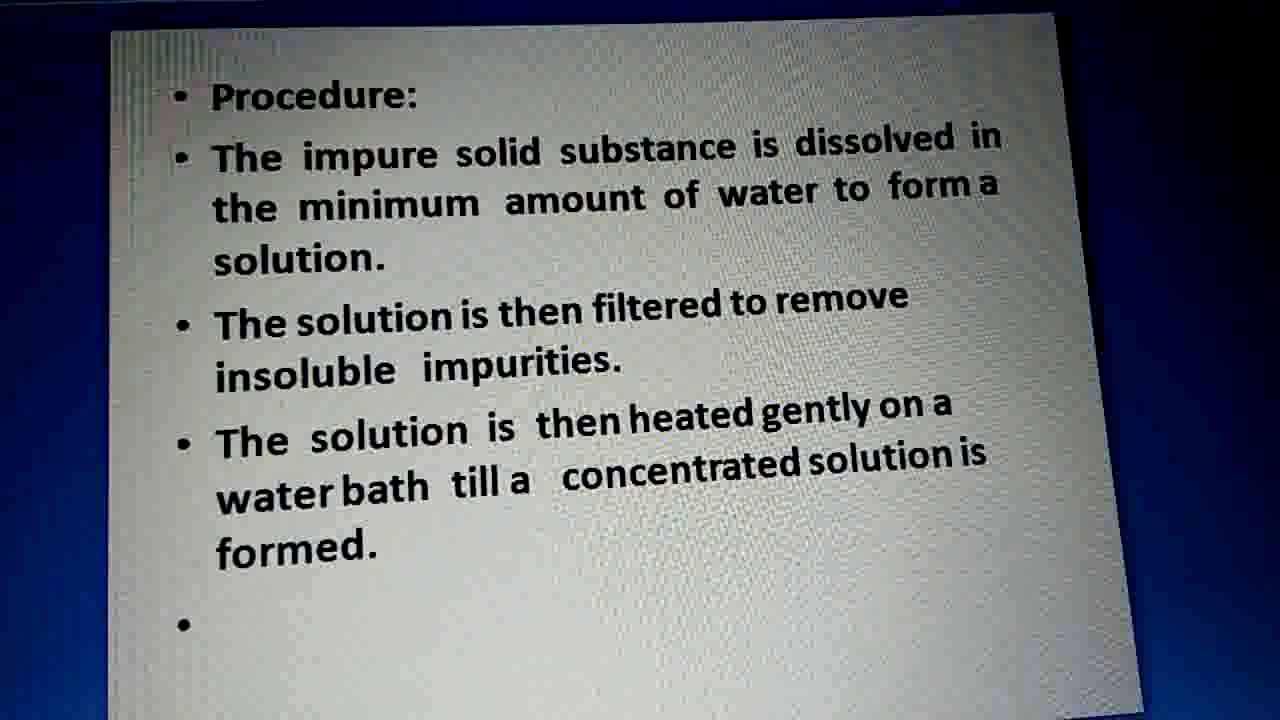 • Procedure:
• The impure solid substance is dissolved in
the minimum amount of water to form a
solution.
• The solution is then filtered to remove
insoluble impurities.
• The solution is then heated gently on a
water bath till a concentrated solution is
formed.
•